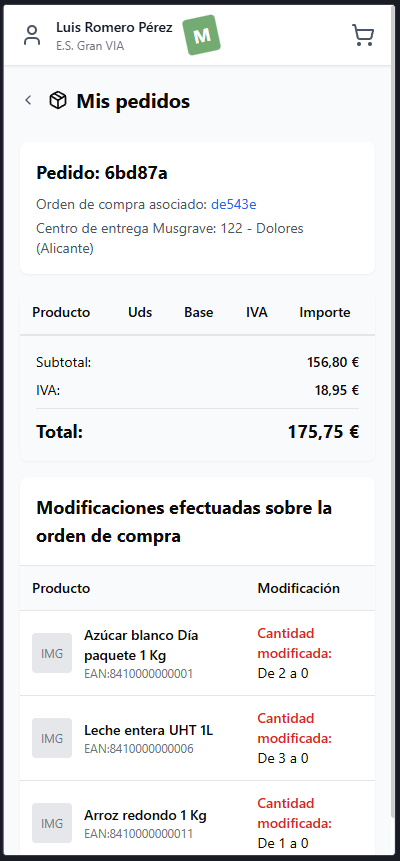 Luis Romero Pérez
E.S. Gran VIA
M
Mis pedidos
Pedido: 6bd87a
Orden de compra asociado: de543e
Centro de entrega Musgrave: 122 - Dolores
(Alicante)
Producto Uds Base IVA Importe
Subtotal: 156,80 €
IVA: 18,95 €
Total: 175,75 €
Modificaciones efectuadas sobre la
orden de compra
Producto Modificación
IMG
Azúcar blanco Día
paquete 1 Kg
EAN:8410000000001
Cantidad
modificada:
De 2 a 0
IMG
Leche entera UHT 1L
EAN:8410000000006
Cantidad
modificada:
De 3 a 0
IMG
Arroz redondo 1 Kg
EAN:8410000000011
Cantidad
modificada:
De 1 a 0